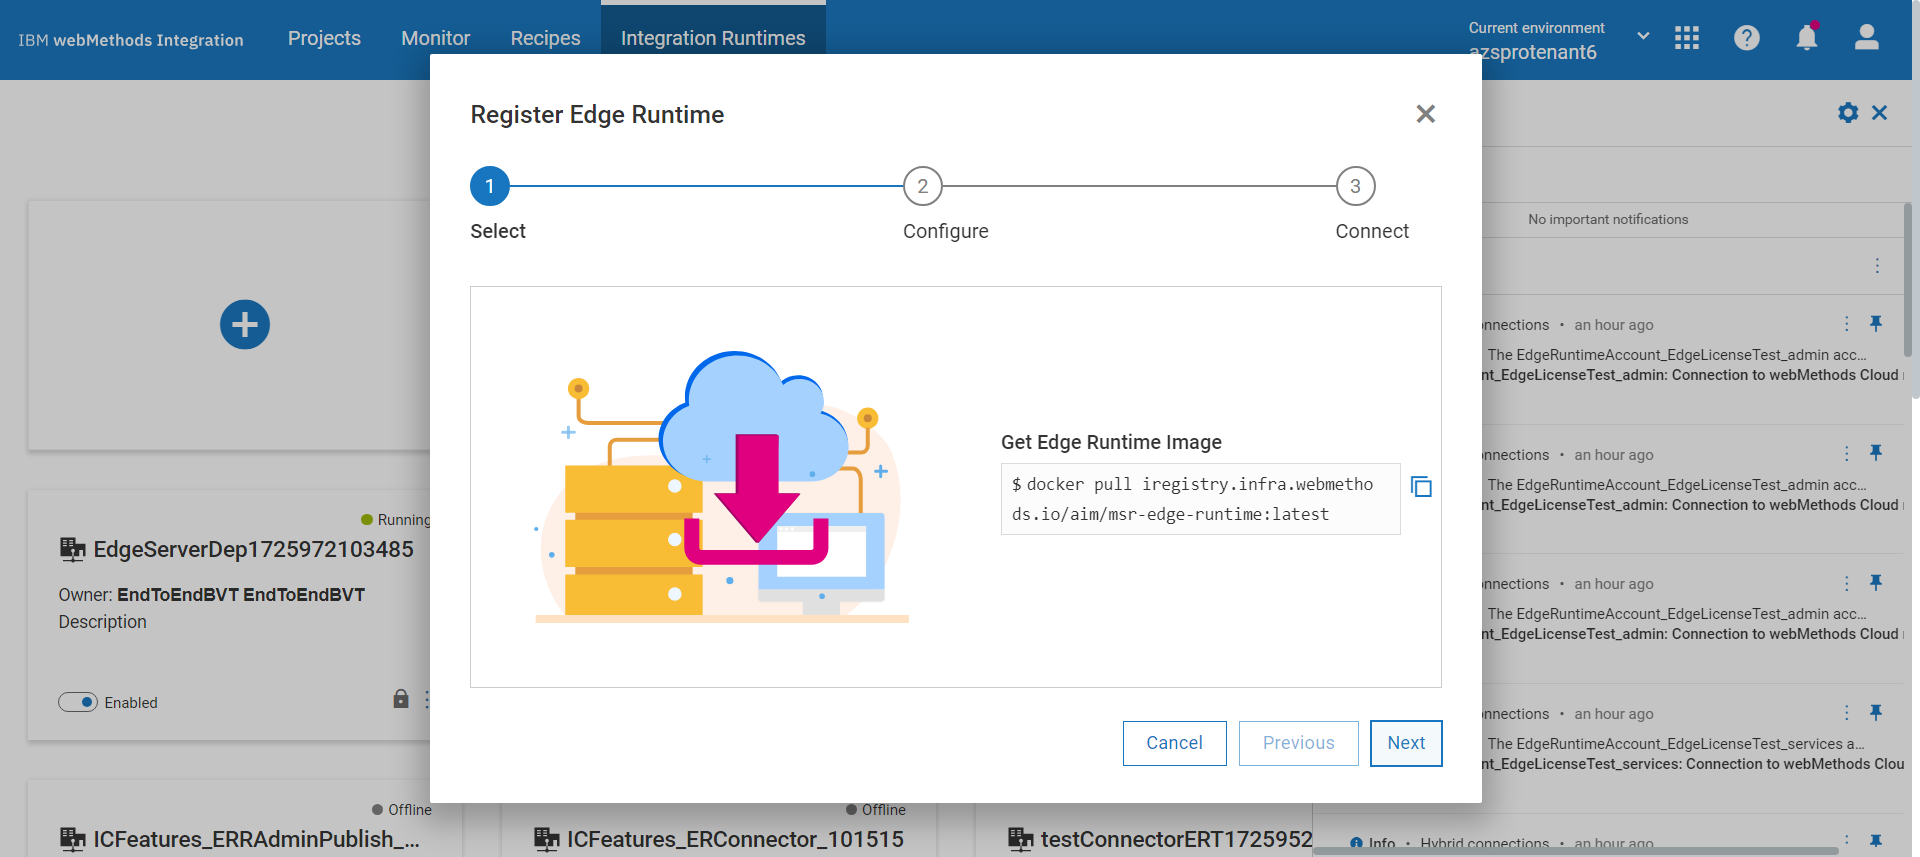 IBM webMethods Integration
Projects
Monitor
Recipes
Integration Runtimes
Current environment
azsprotenant6
Register Edge Runtime
1
2
3
Select
Configure
Connect
Get Edge Runtime Image
$ docker pull iregistry.infra.webmetho
ds.io/aim/msr-edge-runtime:latest
Cancel
Previous
Next
Running
EdgeServerDep1725972103485
Owner: EndToEndBVT EndToEndBVT
Description
Enabled
Offline
ICFeatures_ERRAdminPublish_...
Offline
ICFeatures_ERConnector_101515
testConnectorERT1725952
No important notifications
nnections • an hour ago
The EdgeRuntimeAccount_EdgeLicenseTest_admin acc...
nt_EdgeLicenseTest_admin: Connection to webMethods Cloud
nnections • an hour ago
The EdgeRuntimeAccount_EdgeLicenseTest_admin acc...
nt_EdgeLicenseTest_admin: Connection to webMethods Cloud
nnections • an hour ago
The EdgeRuntimeAccount_EdgeLicenseTest_admin acc...
nt_EdgeLicenseTest_admin: Connection to webMethods Cloud
nnections • an hour ago
The EdgeRuntimeAccount_EdgeLicenseTest_services a...
nt_EdgeLicenseTest_services: Connection to webMethods Clou
Info • Hybrid connections • an hour ago